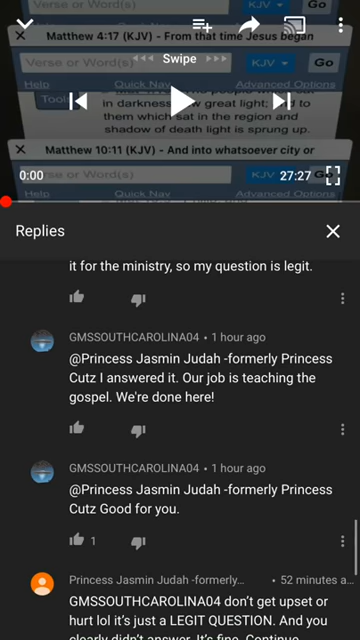 Verse or Word(s)
KJV
Go
Matthew 4:17 (KJV) - From that time Jesus began
Swipe
Verse or Word(s)
KJV
Help
Quick Nav
Advanced Options
Tools
in darkness saw great light; and to
them which sat in the region and
shadow of death light is sprung up.
Matthew 10:11 (KJV) - And into whatsoever city or
0:00
Verse or Word(s)
KJV
Go
27:27
Help
Quick Nav
Advanced Options
Replies
it for the ministry, so my question is legit.
GMSSOUTHCAROLINA04 • 1 hour ago
@Princess Jasmin Judah -formerly Princess
Cutz I answered it. Our job is teaching the
gospel. We're done here!
GMSSOUTHCAROLINA04 • 1 hour ago
@Princess Jasmin Judah -formerly Princess
Cutz Good for you.
1
Princess Jasmin Judah -formerly... • 52 minutes a...
GMSSOUTHCAROLINA04 don't get upset or
hurt lol it's just a LEGIT QUESTION. And you
clearly didn't answer. It's fine. Continue